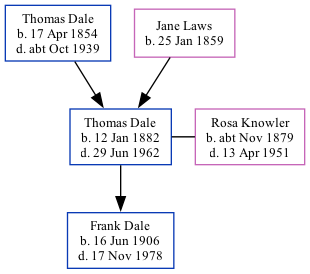 Thomas Dale
b. 17 Apr 1854
d. abt Oct 1939
Jane Laws
b. 25 Jan 1859
Thomas Dale
b. 12 Jan 1882
d. 29 Jun 1962
Rosa Knowler
b. abt Nov 1879
d. 13 Apr 1951
Frank Dale
b. 16 Jun 1906
d. 17 Nov 1978